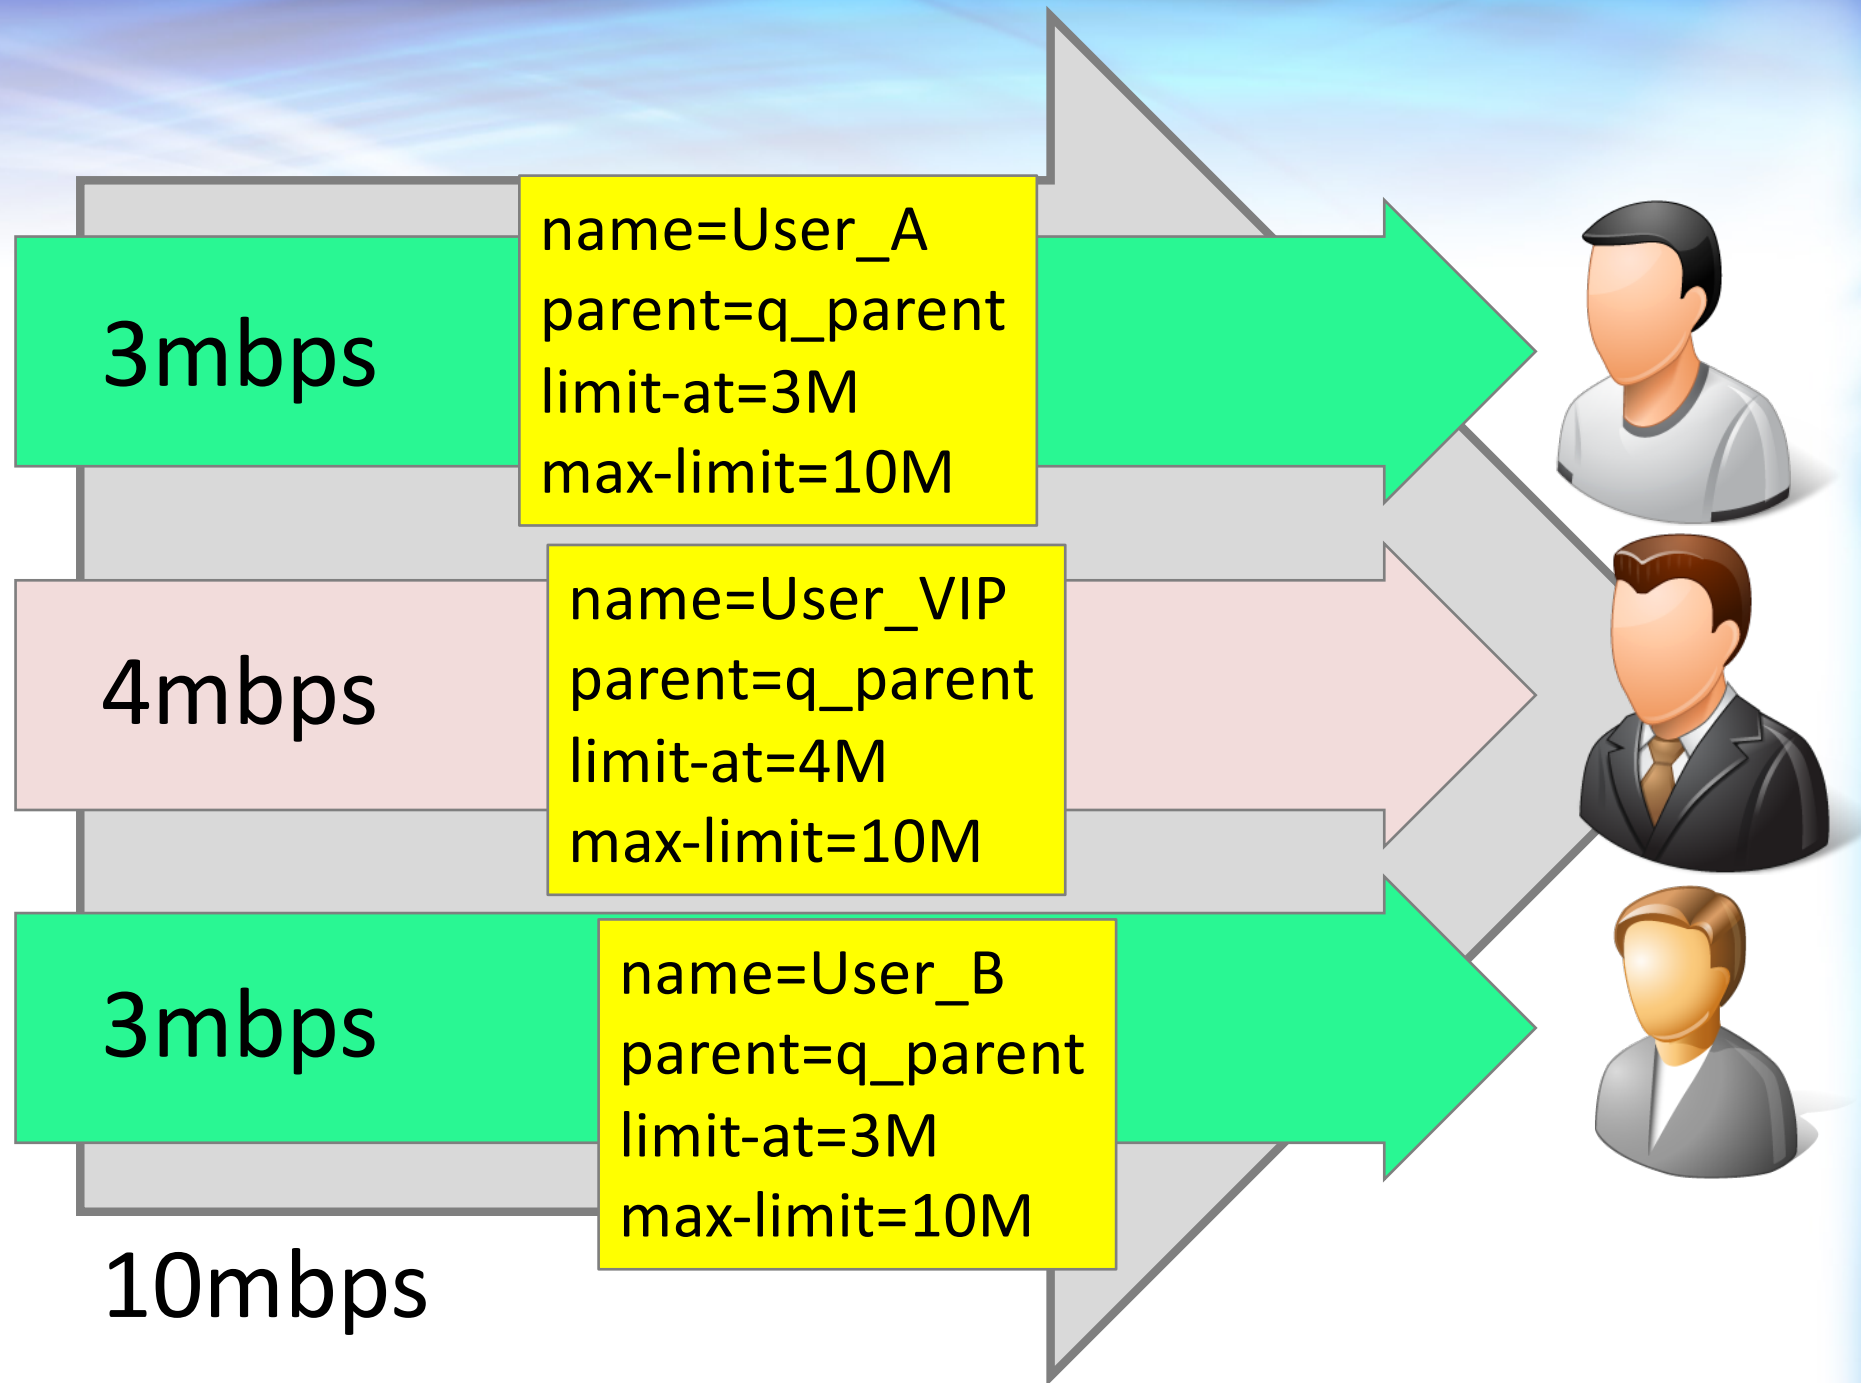 3mbps
name=User_A
parent=q_parent
limit-at=3M
max-limit=10M
4mbps
name=User_VIP
parent=q_parent
limit-at=4M
max-limit=10M
3mbps
name=User_B
parent=q_parent
limit-at=3M
max-limit=10M
10mbps